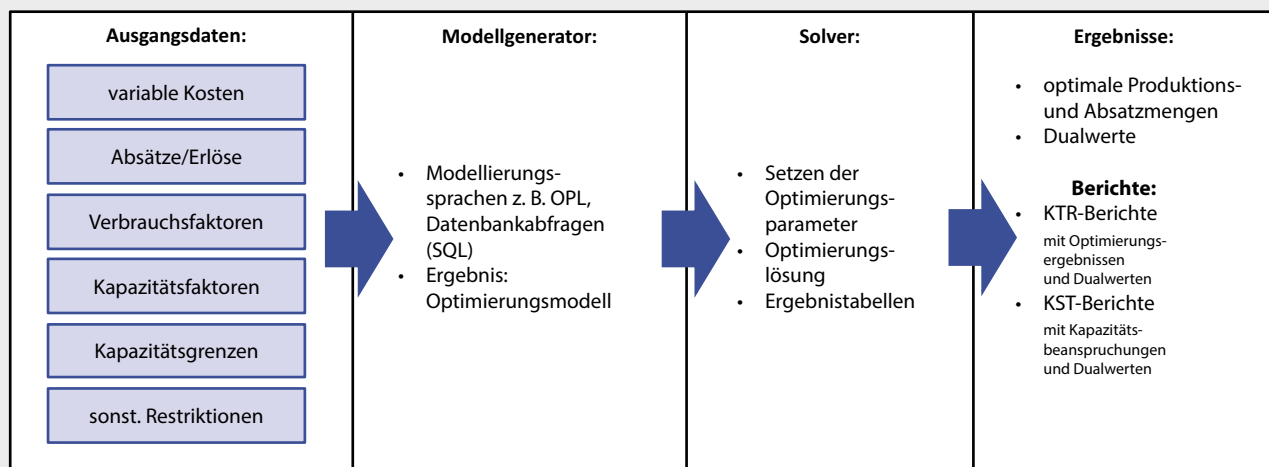 Ausgangsdaten:
variable Kosten
Absätze/Erlöse
Verbrauchsfaktoren
Kapazitätsfaktoren
Kapazitätsgrenzen
sonst. Restriktionen
Modellgenerator:
• Modellierungs-
sprachen z. B. OPL,
Datenbankabfragen
(SQL)
• Ergebnis:
Optimierungsmodell
Solver:
• Setzen der
Optimierungs-
parameter
• Optimierungs-
lösung
• Ergebnistabellen
Ergebnisse:
• optimale Produktions-
und Absatzmengen
• Dualwerte
Berichte:
• KTR-Berichte
mit Optimierungs-
ergebnissen
und Dualwerten
• KST-Berichte
mit Kapazitäts-
beanspruchungen
und Dualwerten